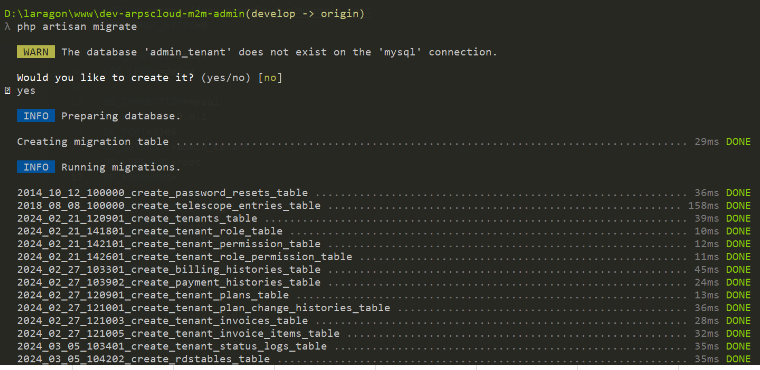 D:\laragon\www\dev-arpscloud-m2m-admin(develop -> origin)
λ php artisan migrate
WARN The database 'admin_tenant' does not exist on the 'mysql' connection.
Would you like to create it? (yes/no) [no]
yes
INFO Preparing database.
Creating migration table .................................................................................. 29ms DONE
INFO Running migrations.
2014_10_12_100000_create_password_resets_table ............................................................ 36ms DONE
2018_08_08_100000_create_telescope_entries_table ......................................................... 158ms DONE
2024_02_21_120901_create_tenants_table .................................................................... 39ms DONE
2024_02_21_141801_create_tenant_role_table ................................................................ 10ms DONE
2024_02_21_142101_create_tenant_permission_table .......................................................... 12ms DONE
2024_02_21_142601_create_tenant_role_permission_table ..................................................... 11ms DONE
2024_02_27_103301_create_billing_histories_table .......................................................... 45ms DONE
2024_02_27_103902_create_payment_histories_table .......................................................... 24ms DONE
2024_02_27_120901_create_tenant_plans_table ............................................................... 13ms DONE
2024_02_27_121001_create_tenant_plan_change_histories_table ............................................... 36ms DONE
2024_02_27_121003_create_tenant_invoices_table ............................................................ 28ms DONE
2024_02_27_121005_create_tenant_invoice_items_table ....................................................... 32ms DONE
2024_03_05_103401_create_tenant_status_logs_table ......................................................... 35ms DONE
2024_03_05_104202_create_rdstables_table .................................................................. 35ms DONE